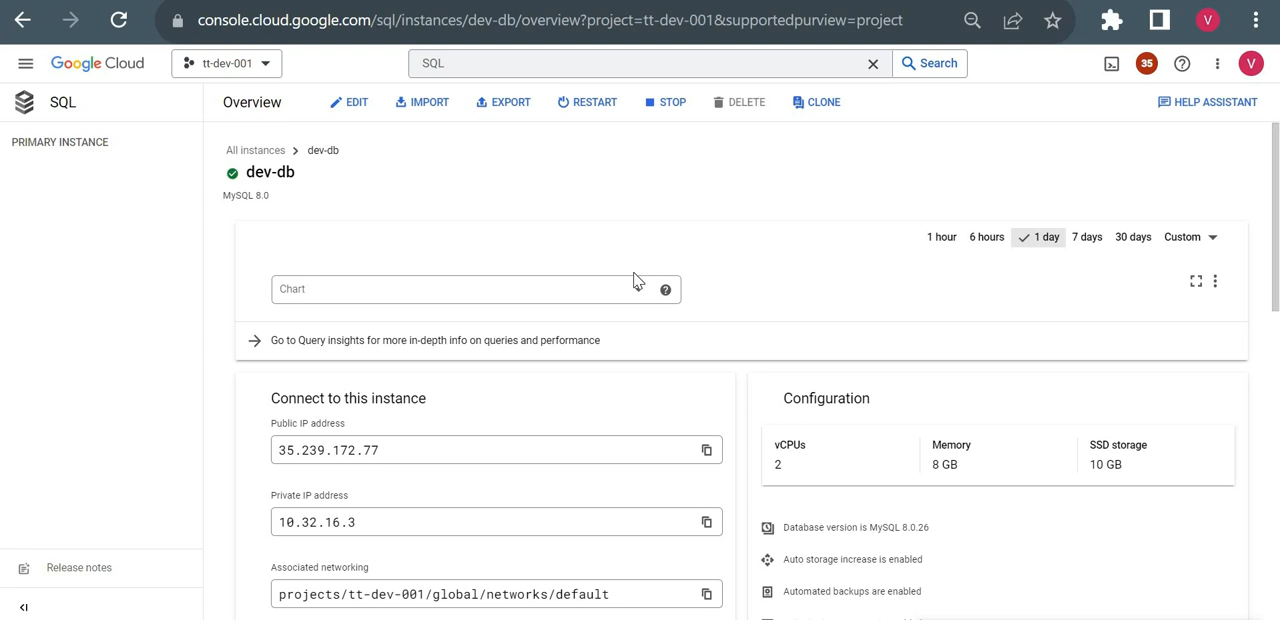 console.cloud.google.com/sql/instances/dev-db/overview?project=tt-dev-001&supportedpurview=project
V
Google Cloud
tt-dev-001
SQL
Search
35
V
SQL
Overview
EDIT
IMPORT
EXPORT
RESTART
STOP
DELETE
CLONE
HELP ASSISTANT
PRIMARY INSTANCE
All instances
dev-db
dev-db
MySQL 8.0
1 hour
6 hours
1 day
7 days
30 days
Custom
Chart
Go to Query insights for more in-depth info on queries and performance
Connect to this instance
Public IP address
35.239.172.77
Private IP address
10.32.16.3
Associated networking
projects/tt-dev-001/global/networks/default
Configuration
vCPUs
Memory
SSD storage
2
8 GB
10 GB
Database version is MySQL 8.0.26
Auto storage increase is enabled
Automated backups are enabled
Release notes